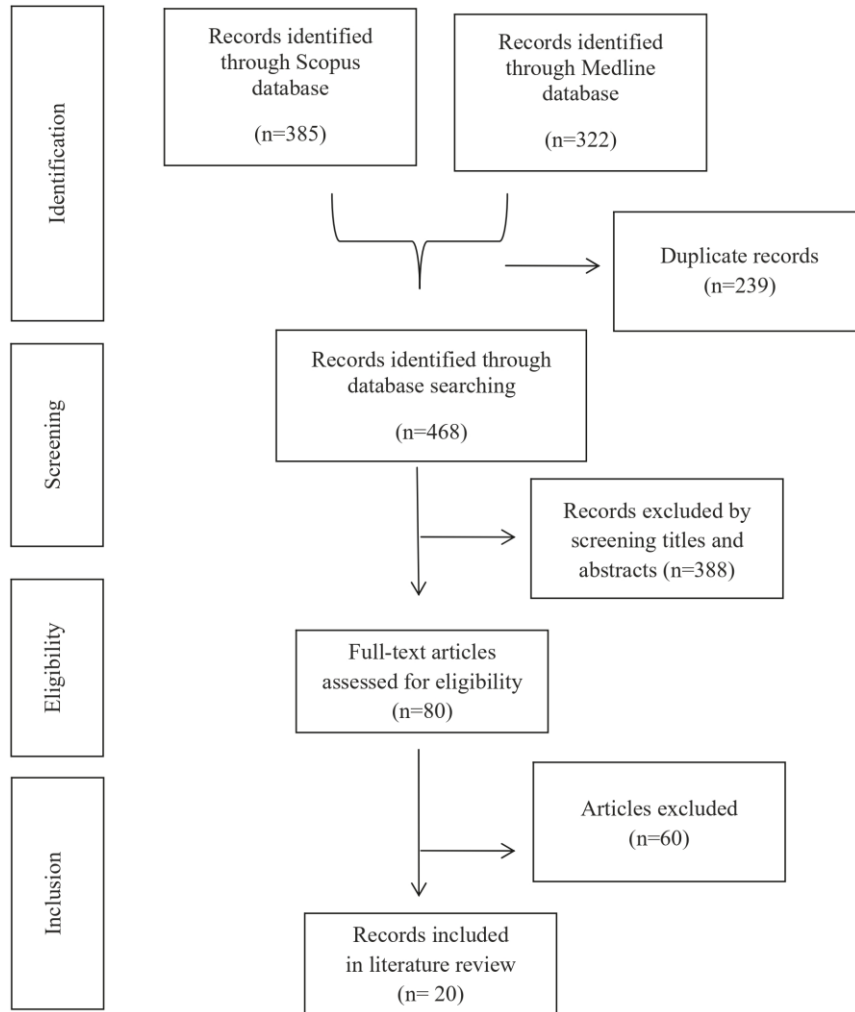 Identification
Records identified
through Scopus
database
(n=385)
Records identified
through Medline
database
(n=322)
Duplicate records
(n=239)
Screening
Records identified through
database searching
(n=468)
Records excluded by
screening titles and
abstracts (n=388)
Eligibility
Full-text articles
assessed for eligibility
(n=80)
Inclusion
Articles excluded
(n=60)
Records included
in literature review
(n= 20)